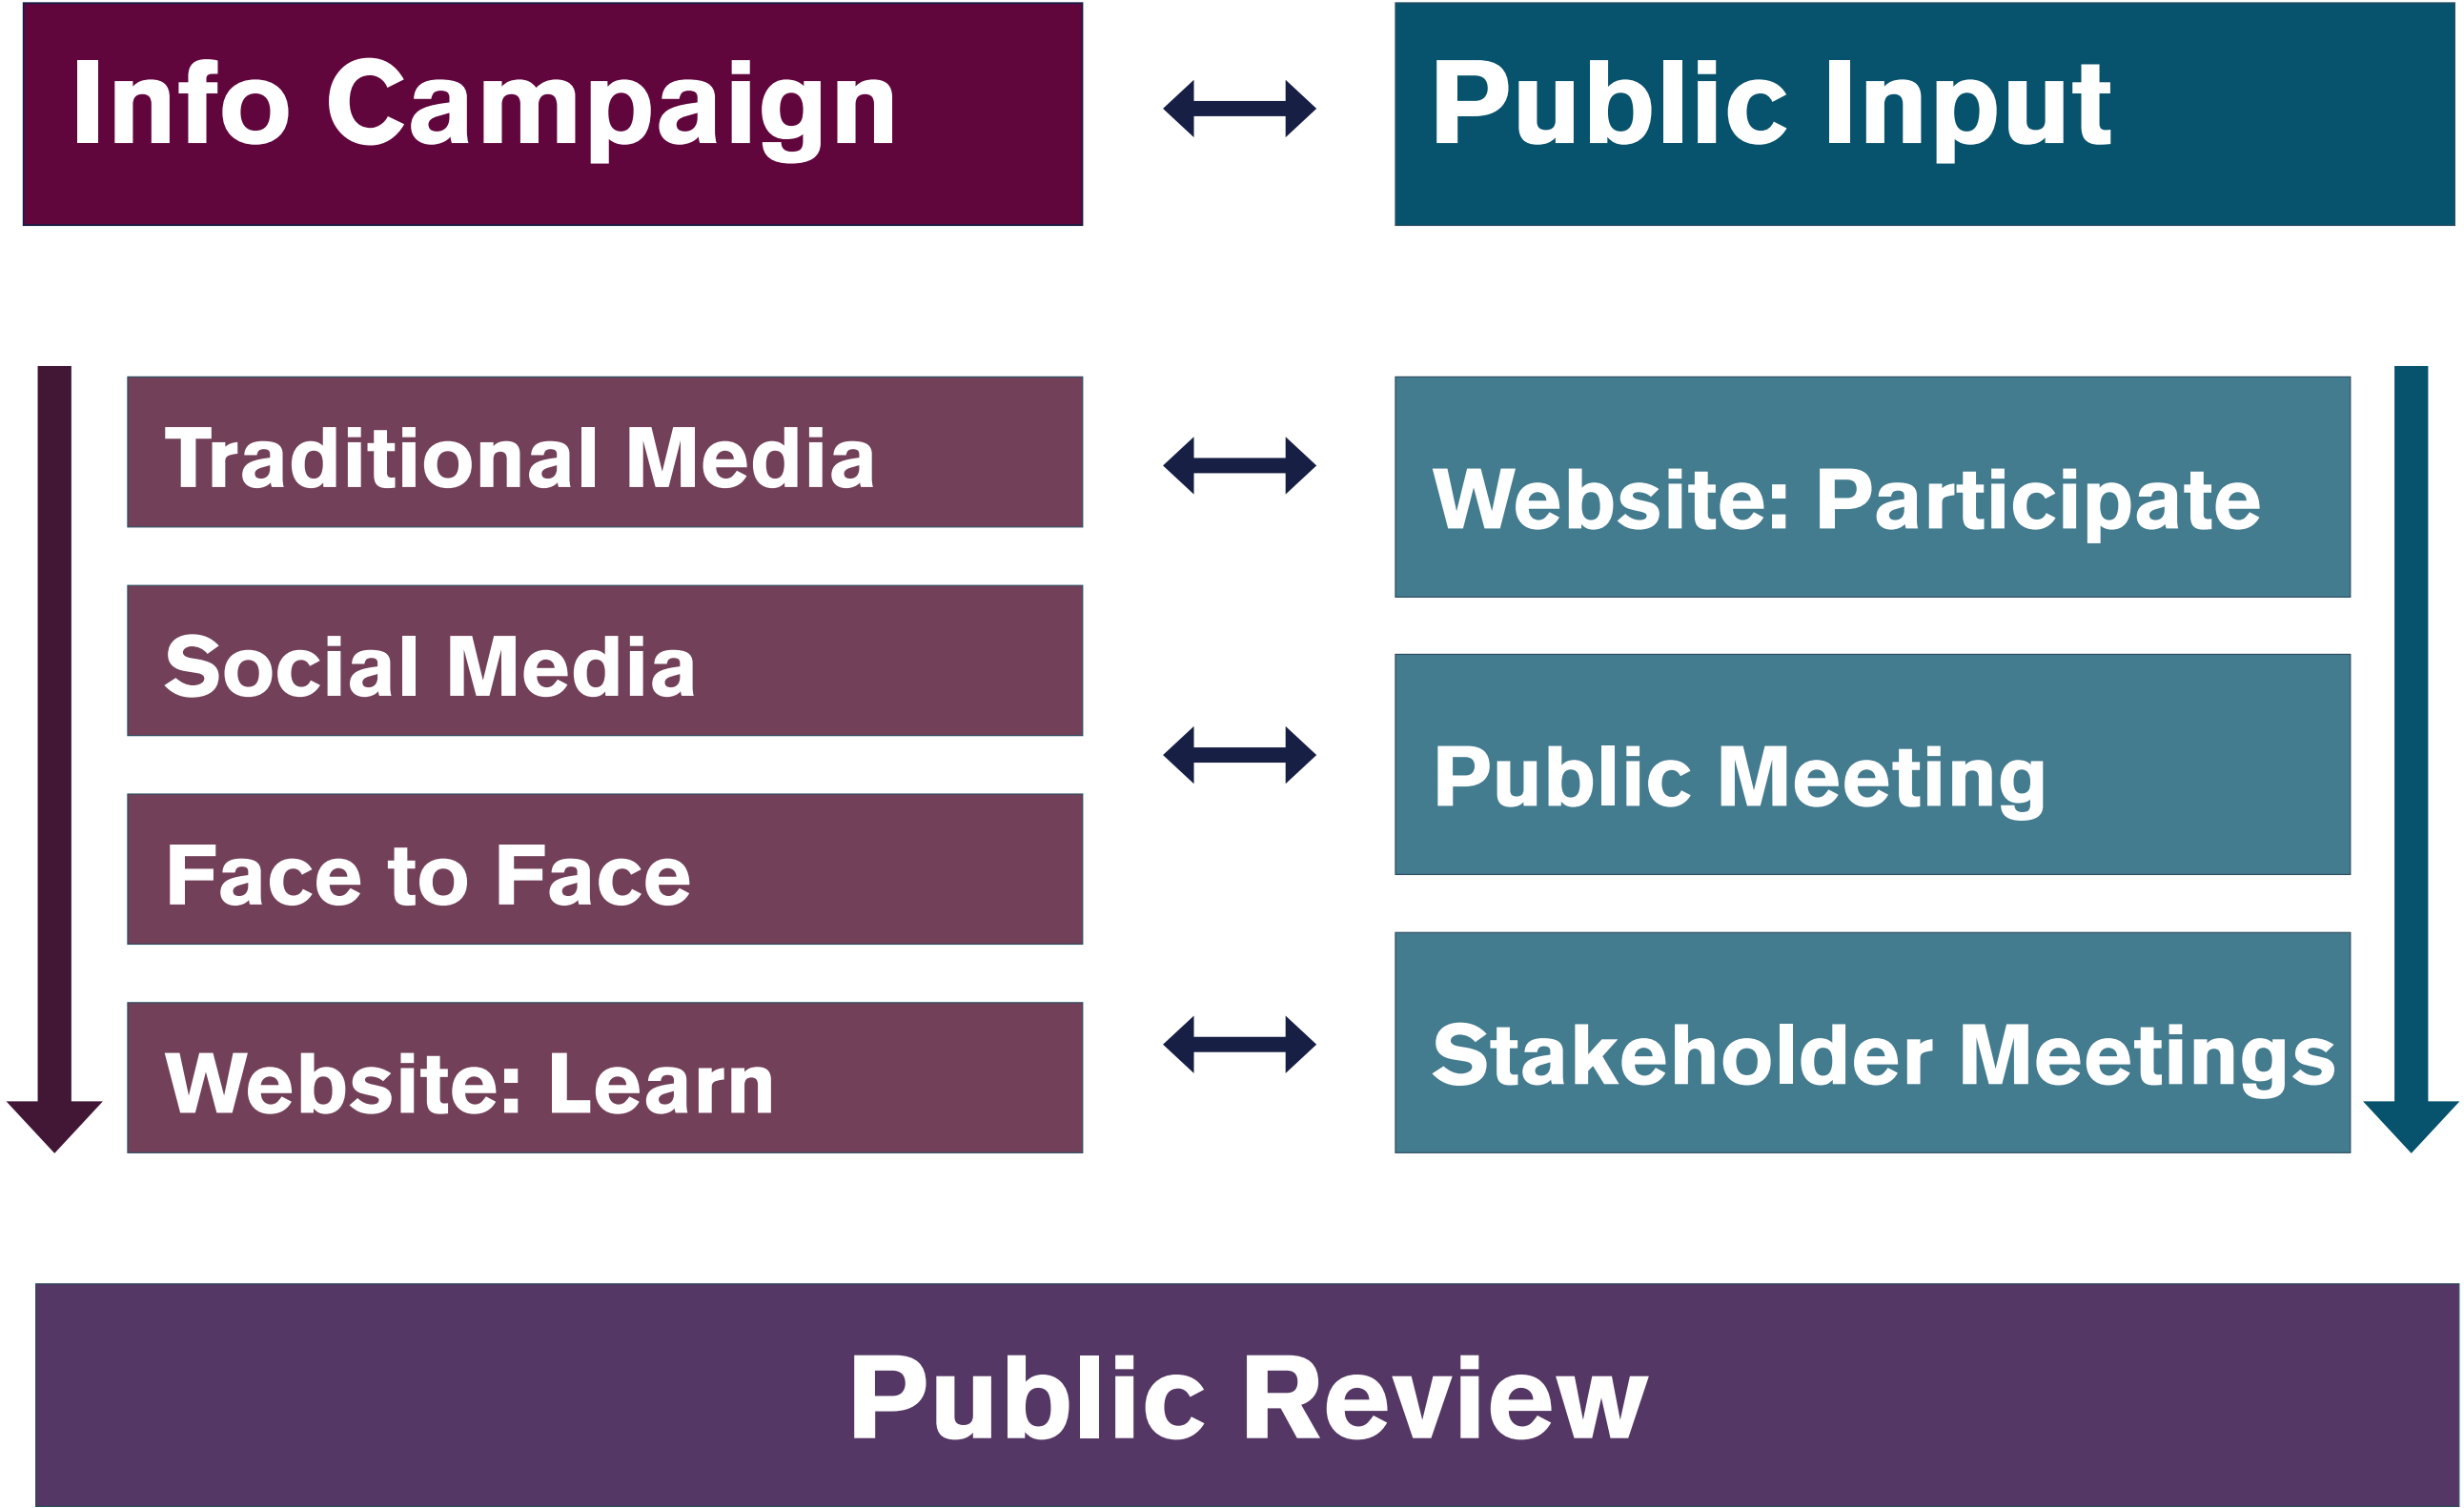 Info Campaign
Public Input
Traditional Media
Social Media
Face to Face
Website: Learn
Website: Participate
Public Meeting
Stakeholder Meetings
Public Review